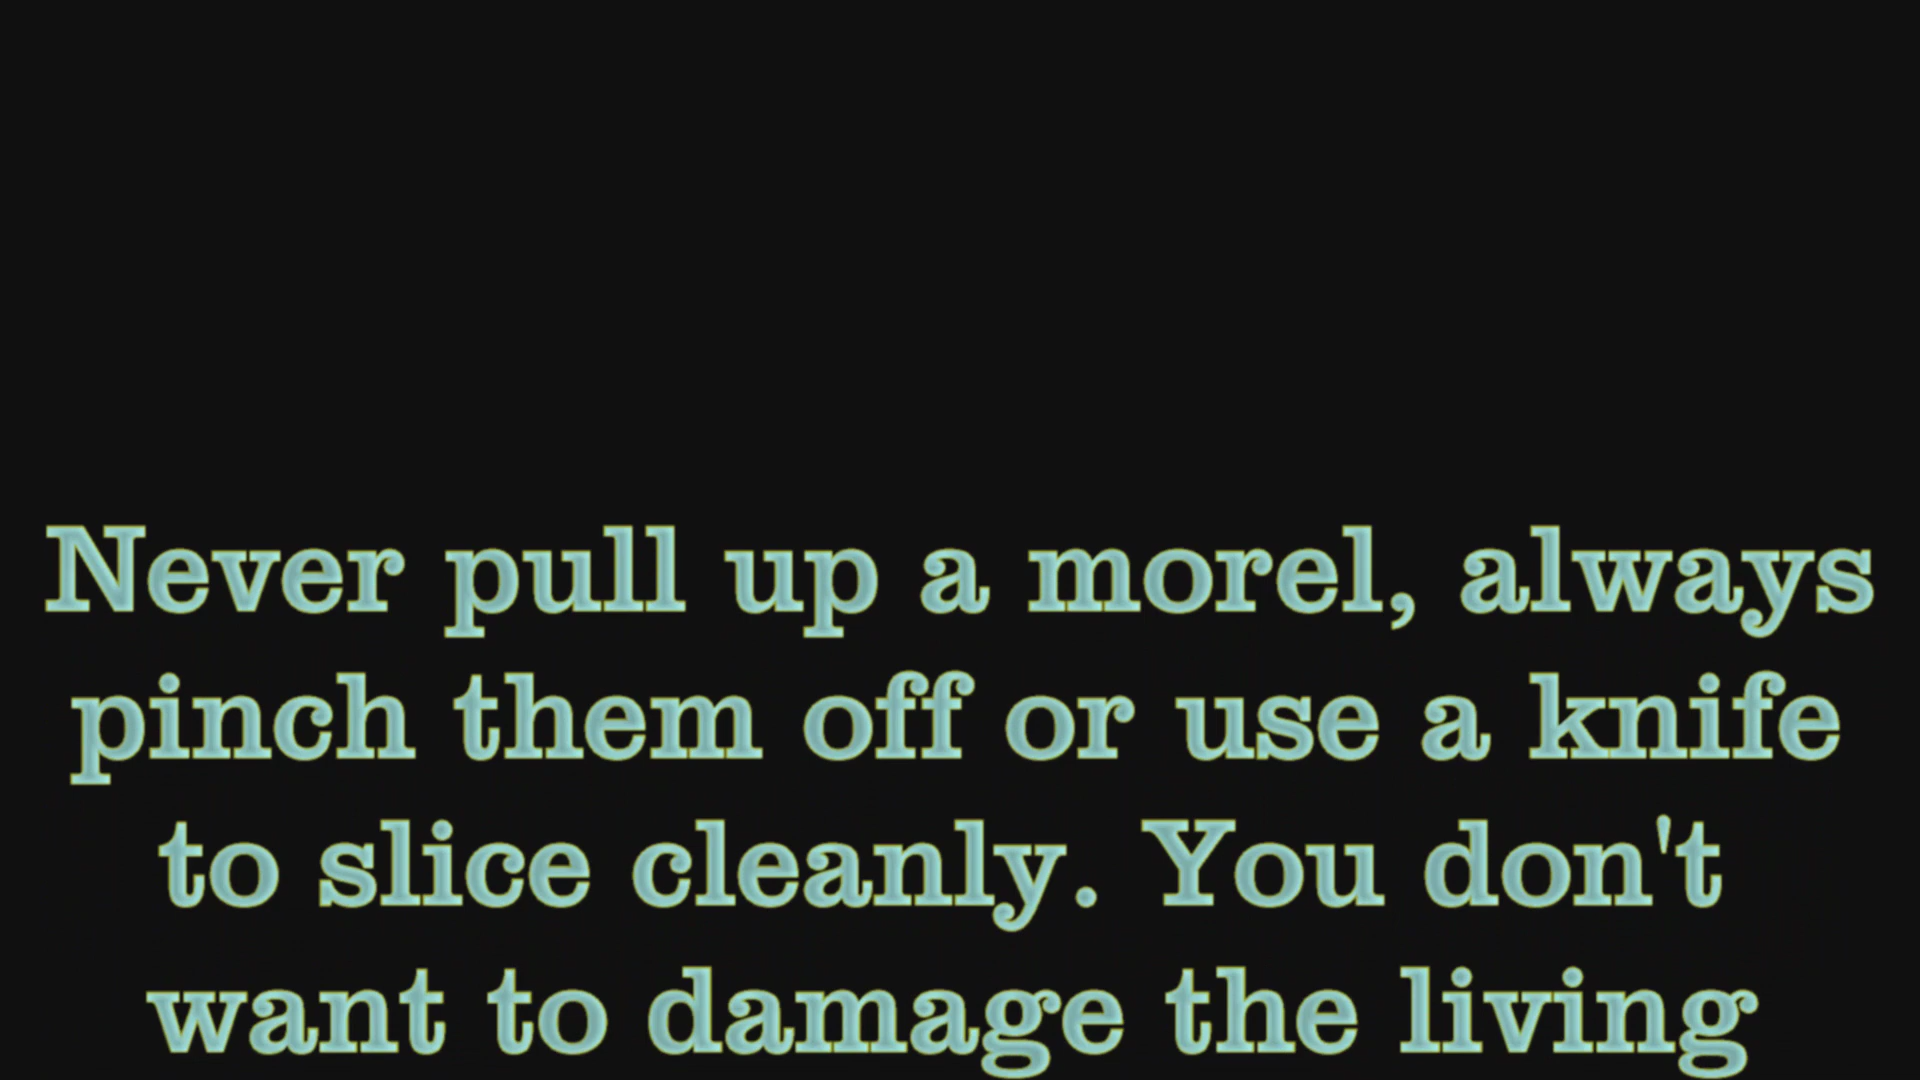 Never pull up a morel, always
pinch them off or use a knife
to slice cleanly. You don't
want to damage the living